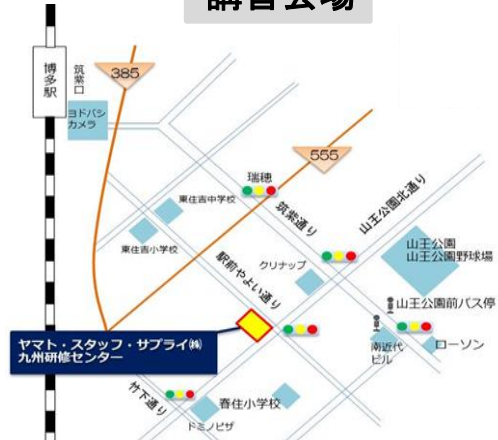 講習会場
博多駅
筑紫口
385
ヨドバシ
カメラ
555
瑞穂
東住吉中学校
筑紫通り
山王公園北通り
東住吉小学校
駅前やよい通り
クリナップ
山王公園
山王公園野球場
山王公園前バス停
ヤマト・スタッフ・サプライ㈱
九州研修センター
南近代
ビル
ローソン
竹下通り
春住小学校
ドミノピザ